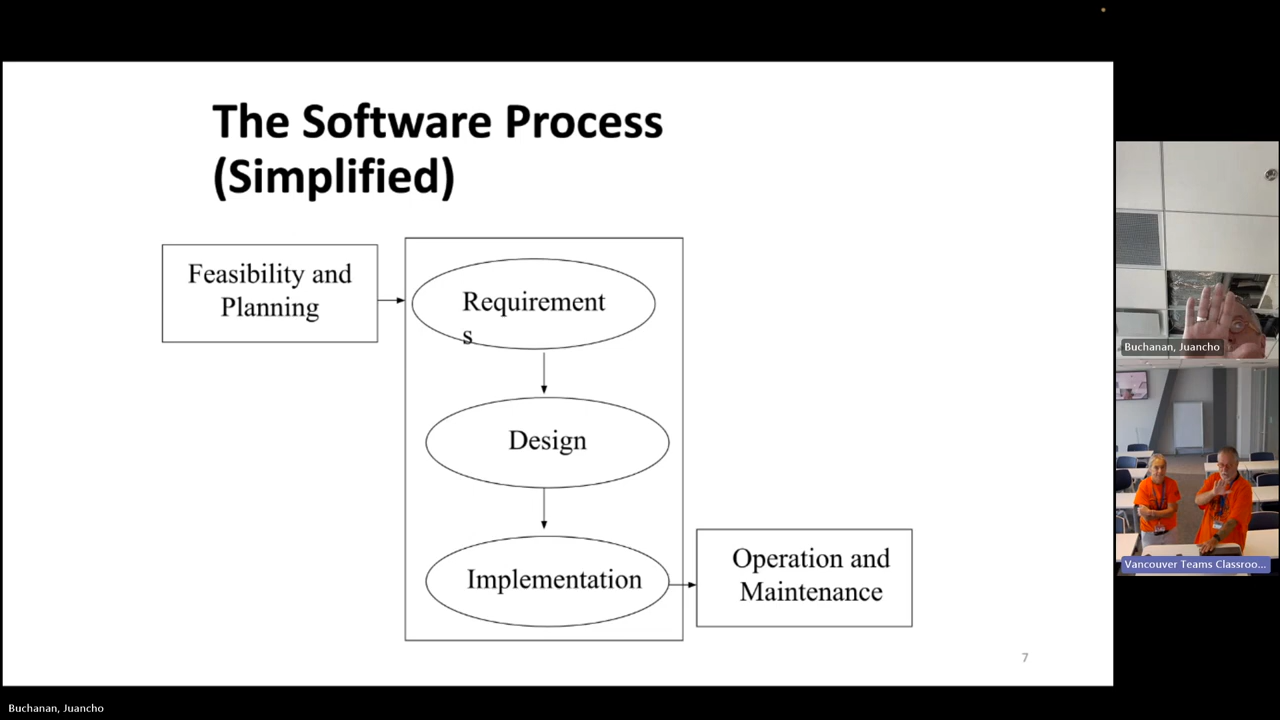 The Software Process
(Simplified)
Feasibility and
Planning
Requirement
s
Design
Implementation
Operation and
Maintenance
7
Buchanan, Juancho
Vancouver Teams Classroo...
Buchanan, Juancho